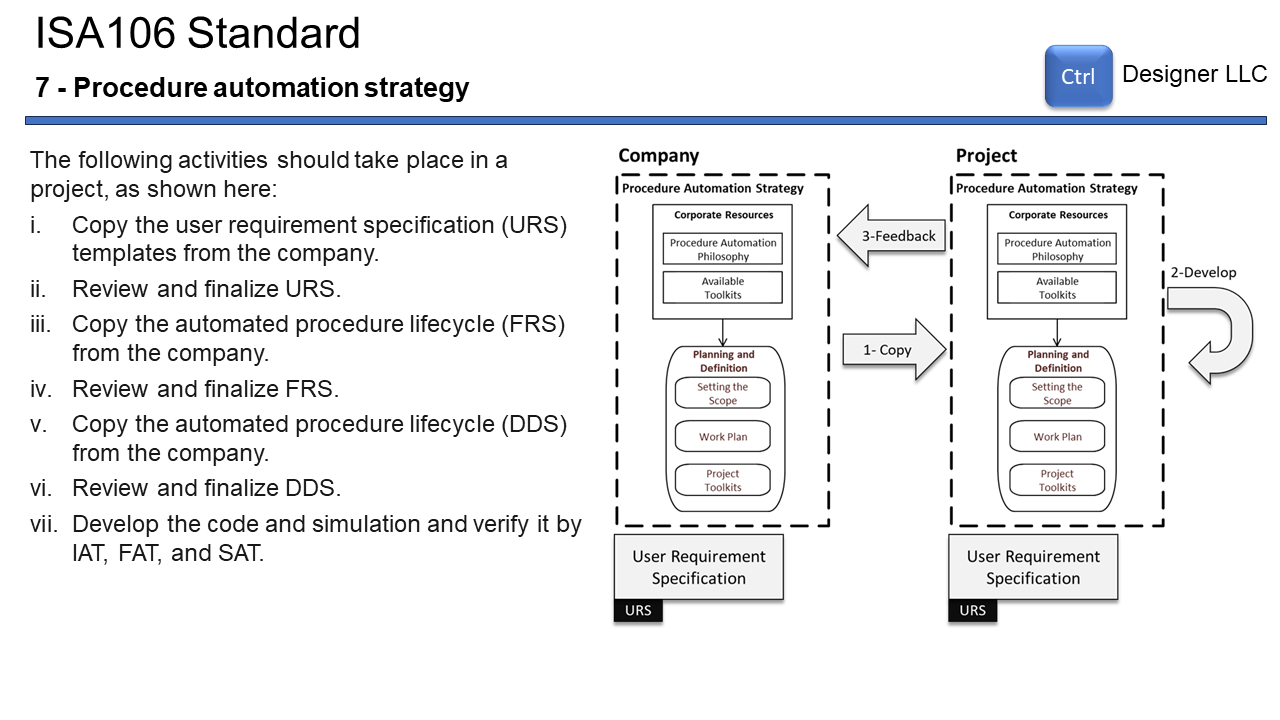 ISA106 Standard
7 - Procedure automation strategy
Ctrl
Designer LLC
The following activities should take place in a
project, as shown here:
i. Copy the user requirement specification (URS)
templates from the company.
ii. Review and finalize URS.
iii. Copy the automated procedure lifecycle (FRS)
from the company.
iv. Review and finalize FRS.
v. Copy the automated procedure lifecycle (DDS)
from the company.
vi. Review and finalize DDS.
vii. Develop the code and simulation and verify it by
IAT, FAT, and SAT.
Company
Procedure Automation Strategy
Corporate Resources
Procedure Automation
Philosophy
Available
Toolkits
Planning and
Definition
Setting the
Scope
Work Plan
Project
Toolkits
User Requirement
Specification
URS
3-Feedback
1- Copy
Project
Procedure Automation Strategy
Corporate Resources
Procedure Automation
Philosophy
Available
Toolkits
Planning and
Definition
Setting the
Scope
Work Plan
Project
Toolkits
User Requirement
Specification
URS
2-Develop